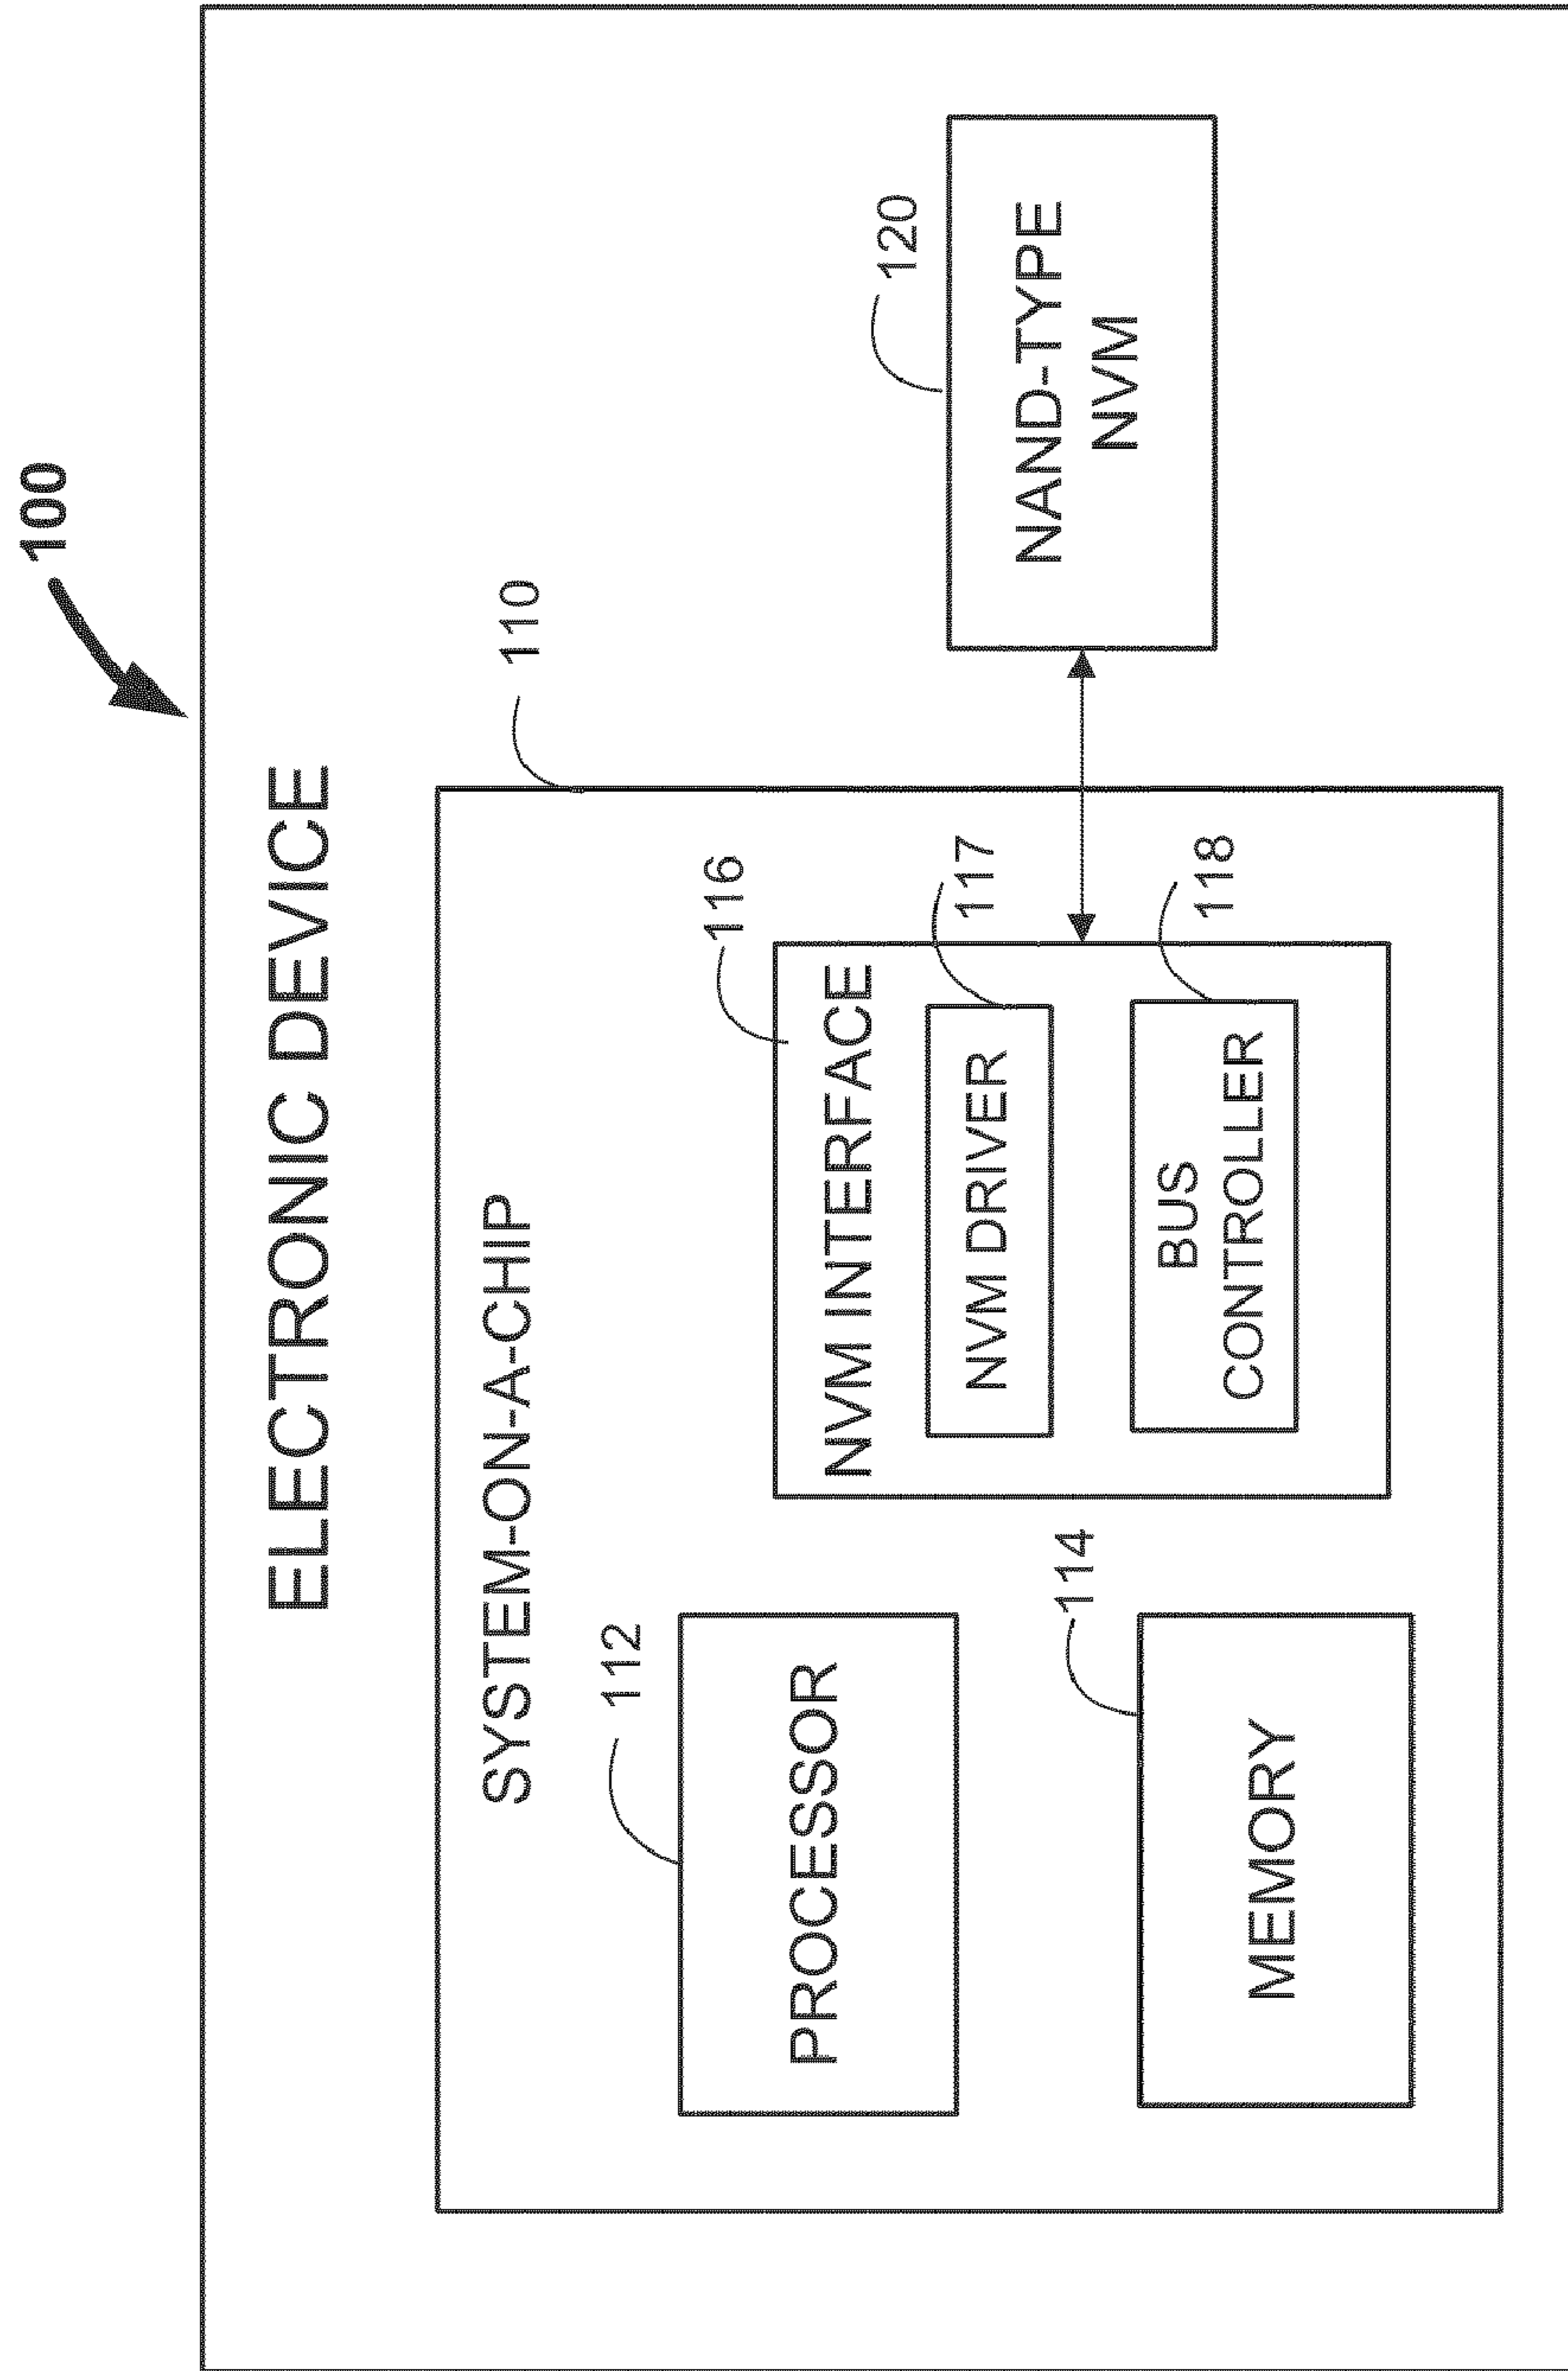 100
ELECTRONIC DEVICE
SYSTEM-ON-A-CHIP
110
112
PROCESSOR
114
MEMORY
116
NVM INTERFACE
117
NVM DRIVER
118
BUS
CONTROLLER
120
NAND-TYPE
NVM